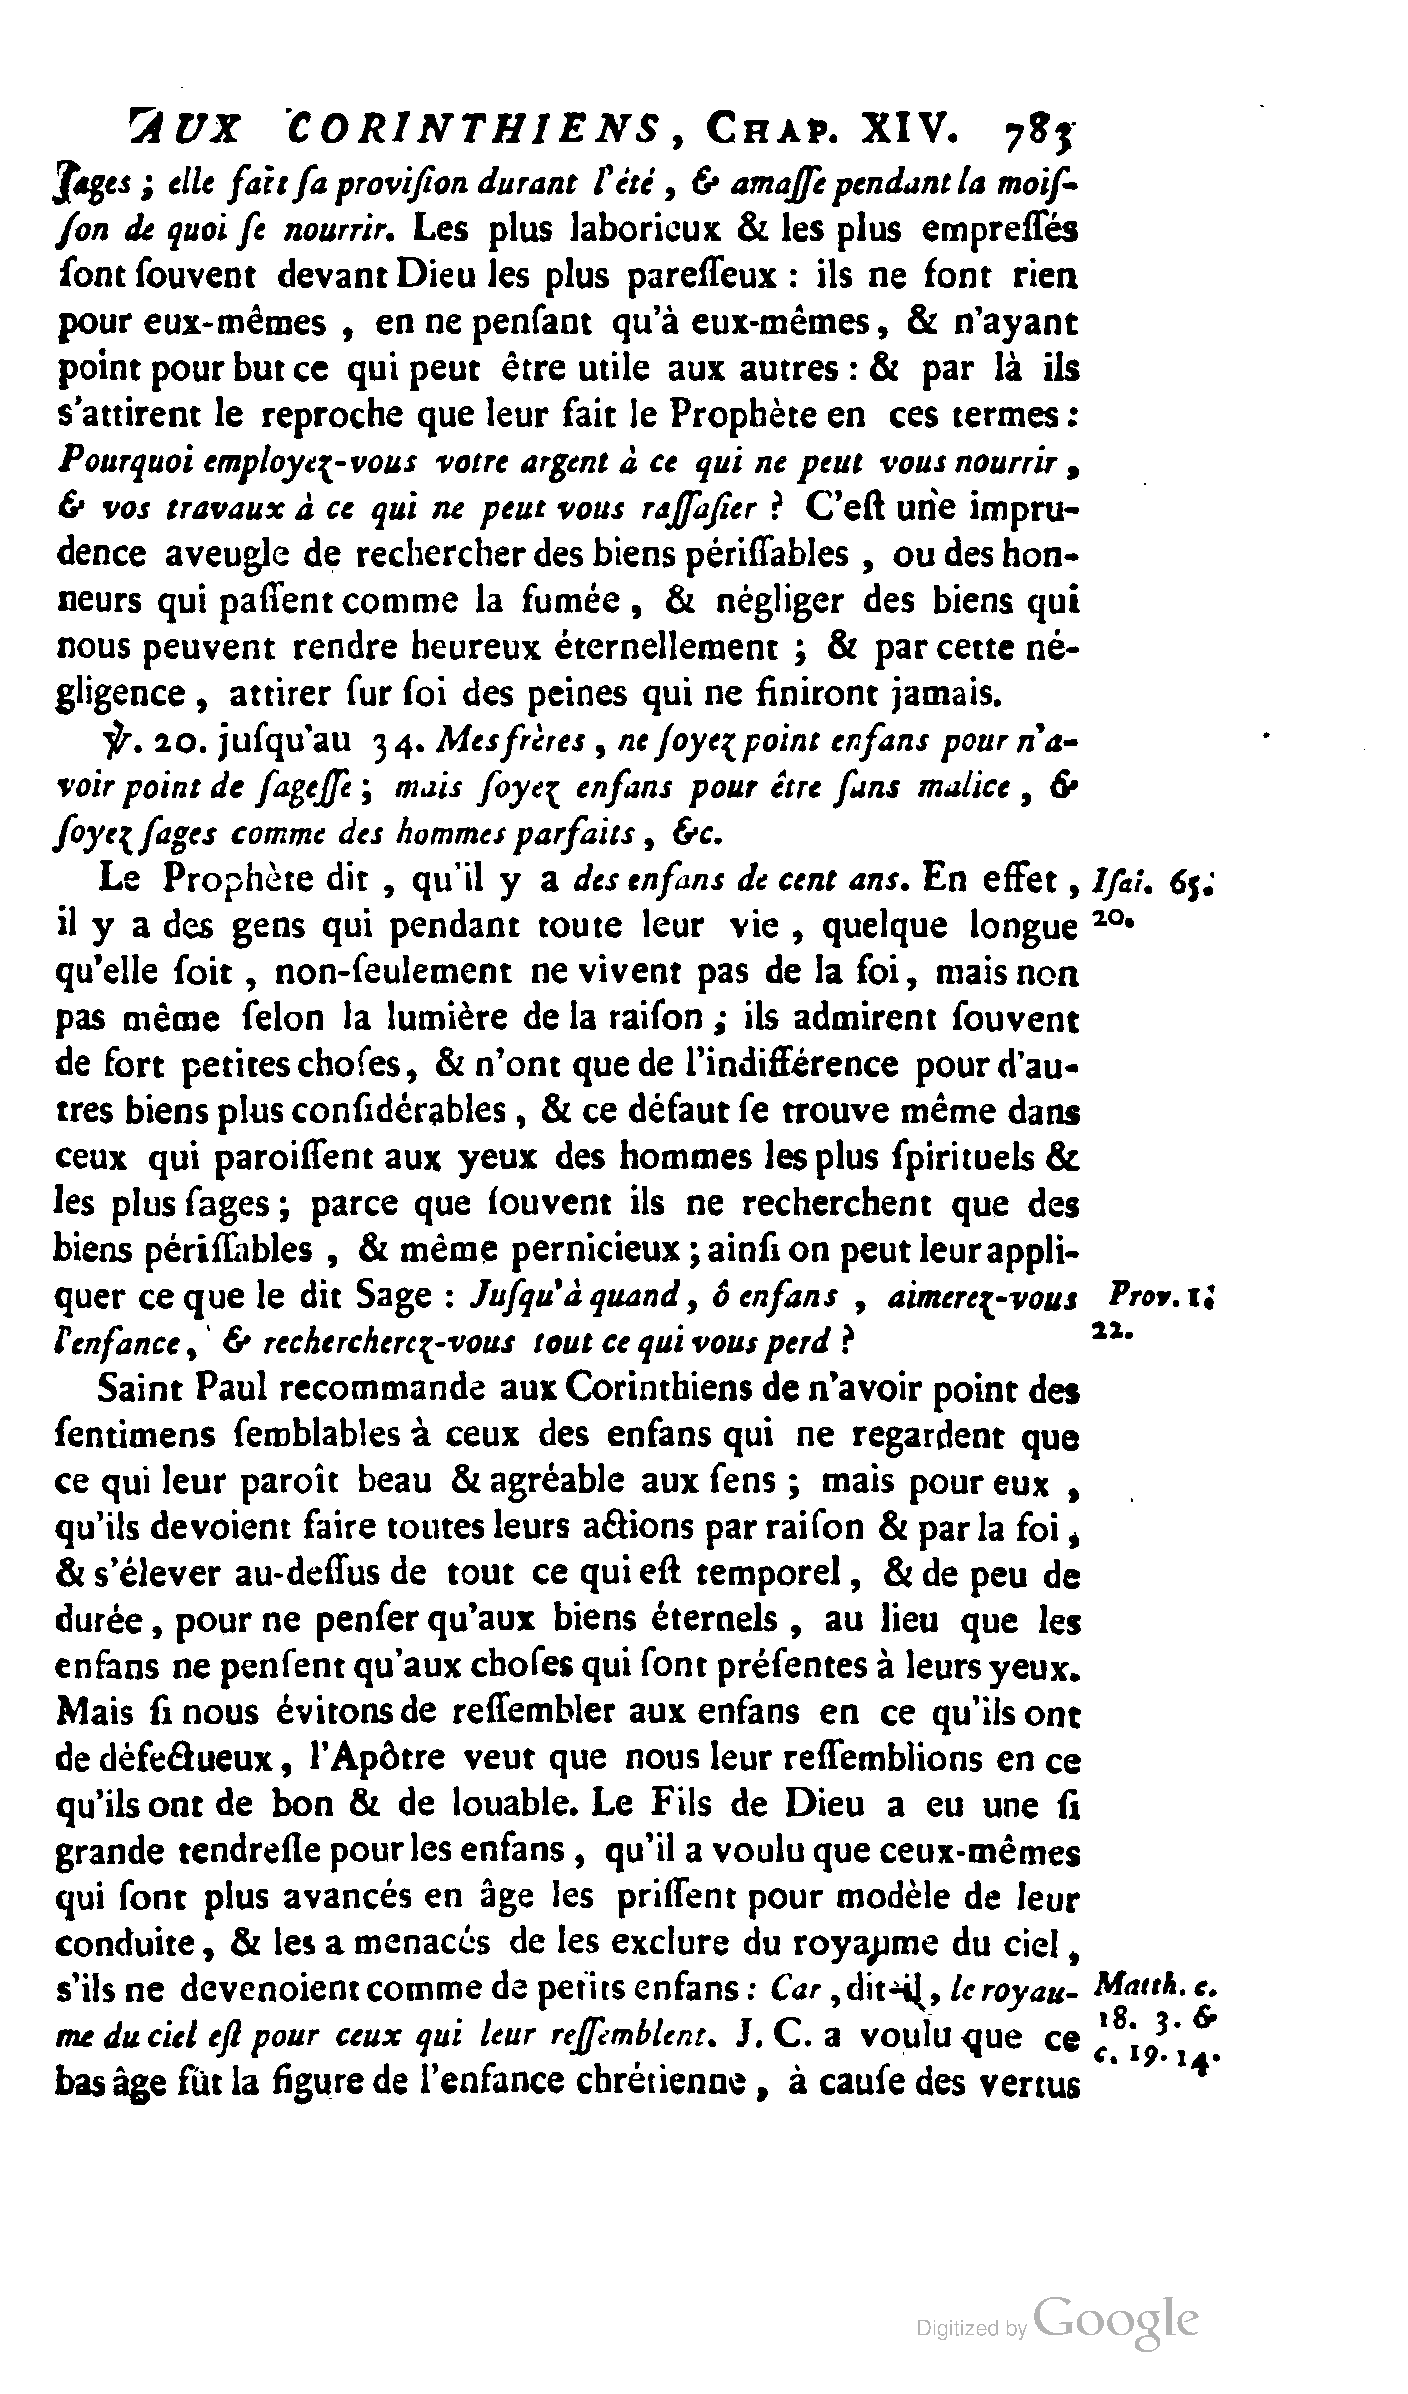 AUX CORINTHIENS, CHAP. XIV. 785
ſages ; elle fait ſa proviſion durant l'été , & amaſſe pendant la moiſ-
ſon de quoi ſe nourrir. Les plus laborieux & les plus empreſſés
ſont ſouvent devant Dieu les plus pareſſeux : ils ne font rien
pour eux-mêmes , en ne penſant qu'à eux-mêmes, & n'ayant
point pour but ce qui peut être utile aux autres : & par là ils
s'attirent le reproche que leur fait le Prophète en ces termes :
Pourquoi employez-vous votre argent à ce qui ne peut vous nourrir ,
& vos travaux à ce qui ne peut vous raſſaſier ? C'eſt une impru-
dence aveugle de rechercher des biens périſſables , ou des hon-
neurs qui paſſent comme la fumée , & négliger des biens qui
nous peuvent rendre heureux éternellement ; & par cette né-
gligence , attirer ſur ſoi des peines qui ne finiront jamais.
℣. 20. juſqu'au 34. Mes frères , ne ſoyez point enfans pour n'a-
voir point de ſageſſe ; mais ſoyez enfans pour être ſans malice , &
ſoyez ſages comme des hommes parfaits , &c.
Le Prophète dit , qu'il y a des enfans de cent ans. En effet , Iſai. 65.
il y a des gens qui pendant toute leur vie , quelque longue 20.
qu'elle ſoit , non-ſeulement ne vivent pas de la foi, mais non
pas même ſelon la lumière de la raiſon ; ils admirent ſouvent
de fort petites choſes, & n'ont que de l'indifférence pour d'au-
tres biens plus conſidérables , & ce défaut ſe trouve même dans
ceux qui paroiſſent aux yeux des hommes les plus ſpirituels &
les plus ſages ; parce que ſouvent ils ne recherchent que des
biens périſſables , & même pernicieux ; ainſi on peut leur appli-
quer ce que le dit Sage : Juſqu'à quand, ô enfans , aimerez-vous Prov. 1.
l'enfance, & rechercherez-vous tout ce qui vous perd ? 22.
Saint Paul recommande aux Corinthiens de n'avoir point des
ſentimens ſemblables à ceux des enfans qui ne regardent que
ce qui leur paroît beau & agréable aux ſens ; mais pour eux ,
qu'ils devoient faire toutes leurs actions par raiſon & par la foi ,
& s'élever au-deſſus de tout ce qui eſt temporel , & de peu de
durée , pour ne penſer qu'aux biens éternels , au lieu que les
enfans ne penſent qu'aux choſes qui ſont préſentes à leurs yeux.
Mais ſi nous évitons de reſſembler aux enfans en ce qu'ils ont
de défectueux, l'Apôtre veut que nous leur reſſemblions en ce
qu'ils ont de bon & de louable. Le Fils de Dieu a eu une ſi
grande tendreſſe pour les enfans , qu'il a voulu que ceux-mêmes
qui ſont plus avancés en âge les priſſent pour modèle de leur
conduite, & les a menacés de les exclure du royaume du ciel ,
s'ils ne devenoient comme de petits enfans : Car , dit-il, le royau- Matth. c.
me du ciel eſt pour ceux qui leur reſſemblent. J. C. a voulu que ce 18. 3. &
bas âge fût la figure de l'enfance chrétienne , à cauſe des vertus c. 19. 14.
Digitized by Google